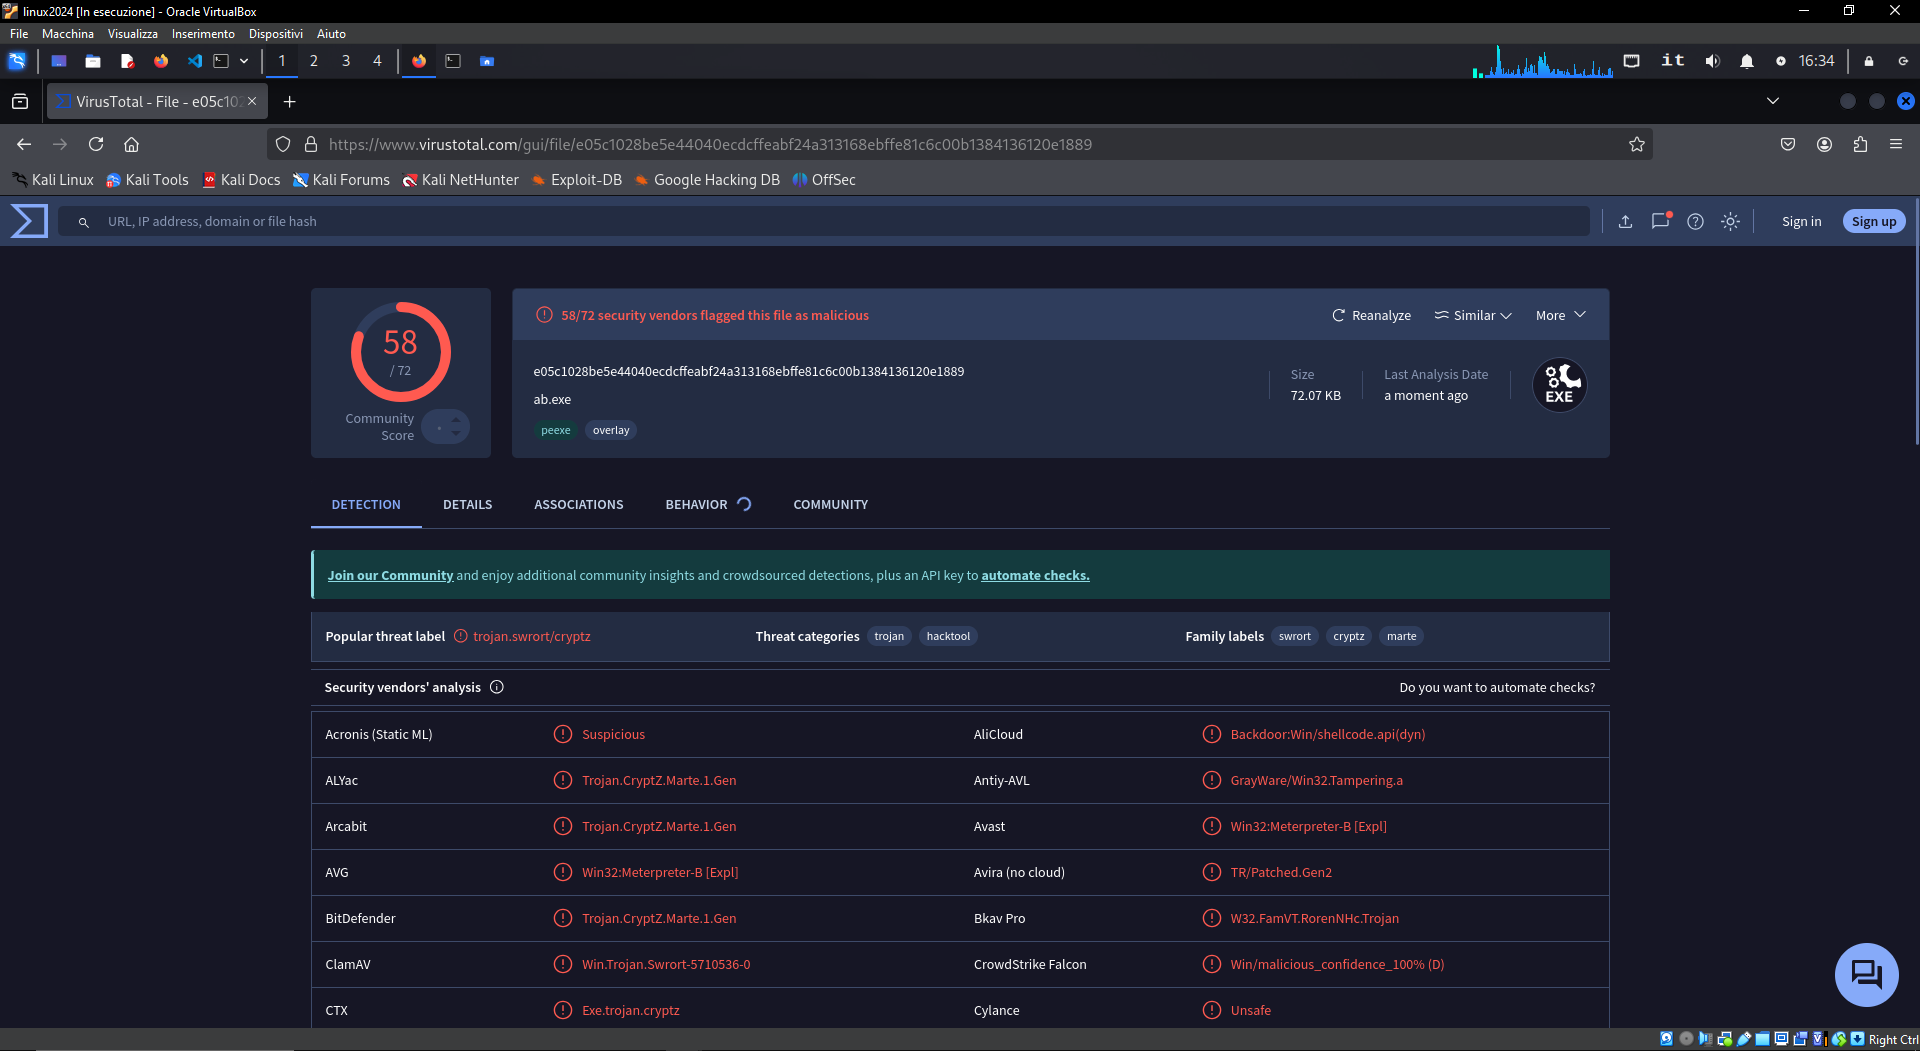 linux2024 [In esecuzione] - Oracle VirtualBox
File Macchina Visualizza Inserimento Dispositivi Aiuto
1 2 3 4 it 16:34
VirusTotal - File - e05c102
https://www.virustotal.com/gui/file/e05c1028be5e44040ecdcffeabf24a313168ebffe81c6c00b1384136120e1889
Kali Linux Kali Tools Kali Docs Kali Forums Kali NetHunter Exploit-DB Google Hacking DB OffSec
URL, IP address, domain or file hash Sign in Sign up
58
/ 72
Community
Score
58/72 security vendors flagged this file as malicious Reanalyze Similar More
e05c1028be5e44040ecdcffeabf24a313168ebffe81c6c00b1384136120e1889
ab.exe
peexe overlay
Size
72.07 KB
Last Analysis Date
a moment ago
EXE
DETECTION DETAILS ASSOCIATIONS BEHAVIOR COMMUNITY
Join our Community and enjoy additional community insights and crowdsourced detections, plus an API key to automate checks.
Popular threat label trojan.swrort/cryptz Threat categories trojan hacktool Family labels swrort cryptz marte
Security vendors' analysis Do you want to automate checks?
Acronis (Static ML) Suspicious AliCloud Backdoor:Win/shellcode.api(dyn)
ALYac Trojan.CryptZ.Marte.1.Gen Antiy-AVL GrayWare/Win32.Tampering.a
Arcabit Trojan.CryptZ.Marte.1.Gen Avast Win32:Meterpreter-B [Expl]
AVG Win32:Meterpreter-B [Expl] Avira (no cloud) TR/Patched.Gen2
BitDefender Trojan.CryptZ.Marte.1.Gen Bkav Pro W32.FamVT.RorenNHc.Trojan
ClamAV Win.Trojan.Swrort-5710536-0 CrowdStrike Falcon Win/malicious_confidence_100% (D)
CTX Exe.trojan.cryptz Cylance Unsafe
Right Ctrl